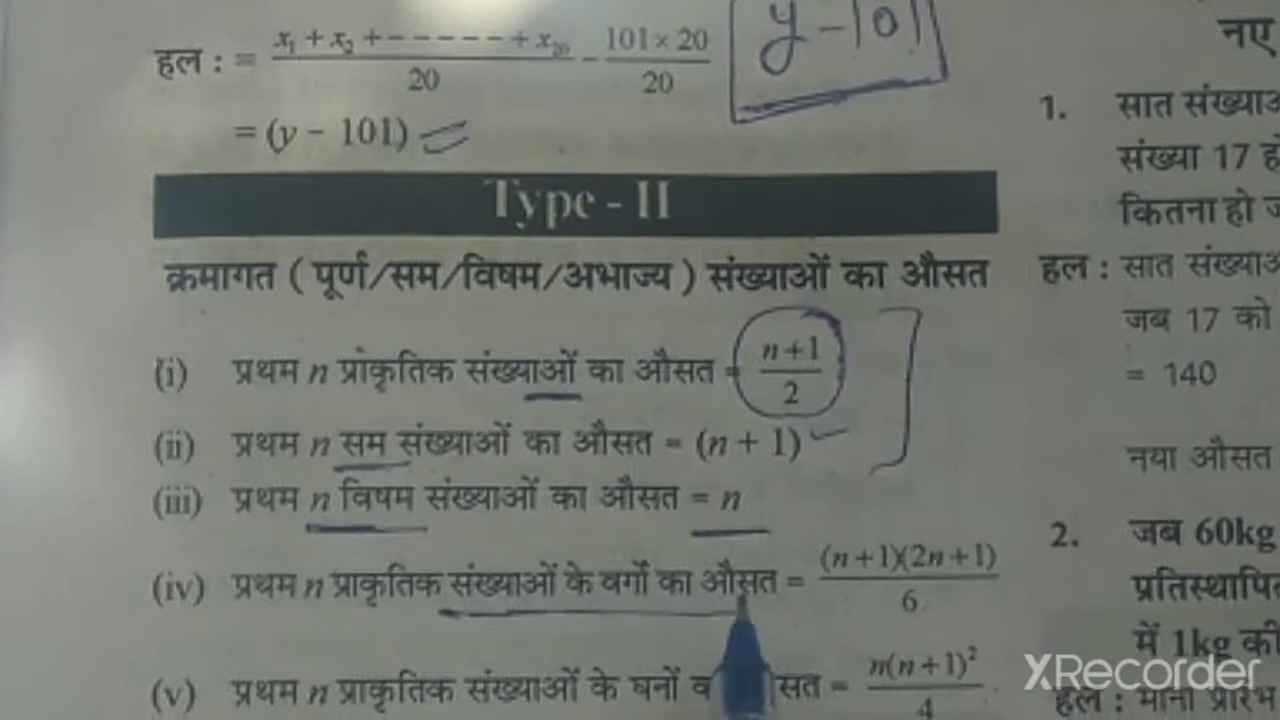 हल : = x₁ + x₂ + ------ + x₂₀ / 20 - 101 × 20 / 20
y - 101
= (y - 101)
Type - II
क्रमागत ( पूर्ण/सम/विषम/अभाज्य ) संख्याओं का औसत
(i) प्रथम n प्राकृतिक संख्याओं का औसत = n+1 / 2
(ii) प्रथम n सम संख्याओं का औसत = (n + 1)
(iii) प्रथम n विषम संख्याओं का औसत = n
(iv) प्रथम n प्राकृतिक संख्याओं के वर्गों का औसत = (n+1)(2n+1) / 6
(v) प्रथम n प्राकृतिक संख्याओं के घनों = n(n+1)² / 4
नए
1. सात
संख्या 17
कितना हो
हल : सात
जब 17 को
= 140
नया औसत
2. जब 60kg
में 1kg की
हल : माना
XRecorder